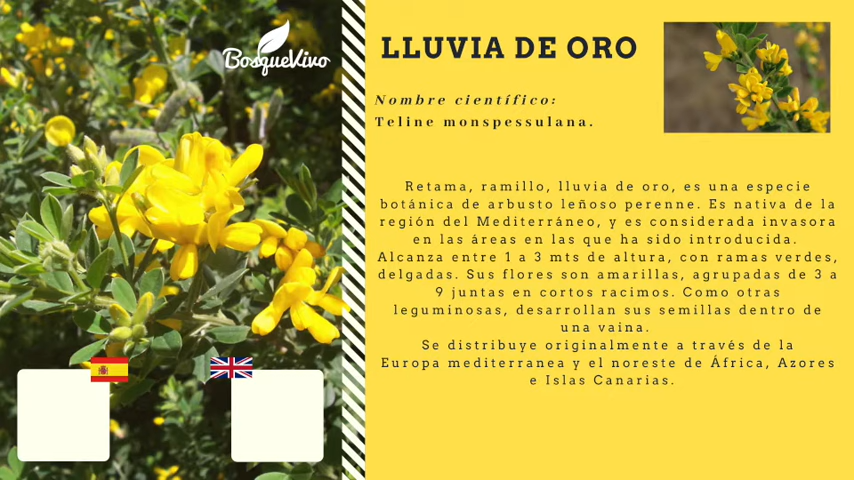 BosqueVivo
LLUVIA DE ORO
Nombre científico:
Teline monspessulana.
Retama, ramillo, lluvia de oro, es una especie
botánica de arbusto leñoso perenne. Es nativa de la
región del Mediterráneo, y es considerada invasora
en las áreas en las que ha sido introducida.
Alcanza entre 1 a 3 mts de altura, con ramas verdes,
delgadas. Sus flores son amarillas, agrupadas de 3 a
9 juntas en cortos racimos. Como otras
leguminosas, desarrollan sus semillas dentro de
una vaina.
Se distribuye originalmente a través de la
Europa mediterranea y el noreste de África, Azores
e Islas Canarias.